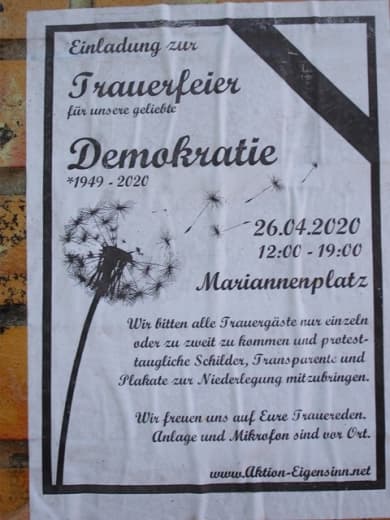 Einladung zur
Trauerfeier
für unsere geliebte
Demokratie
*1949 - 2020
26.04.2020
12:00 - 19:00
Mariannenplatz
Wir bitten alle Trauergäste nur einzeln
oder zu zweit zu kommen und protest-
taugliche Schilder, Transparente und
Plakate zur Niederlegung mitzubringen.
Wir freuen uns auf Eure Trauereden.
Anlage und Mikrofon sind vor Ort.
www.Aktion-Eigensinn.net